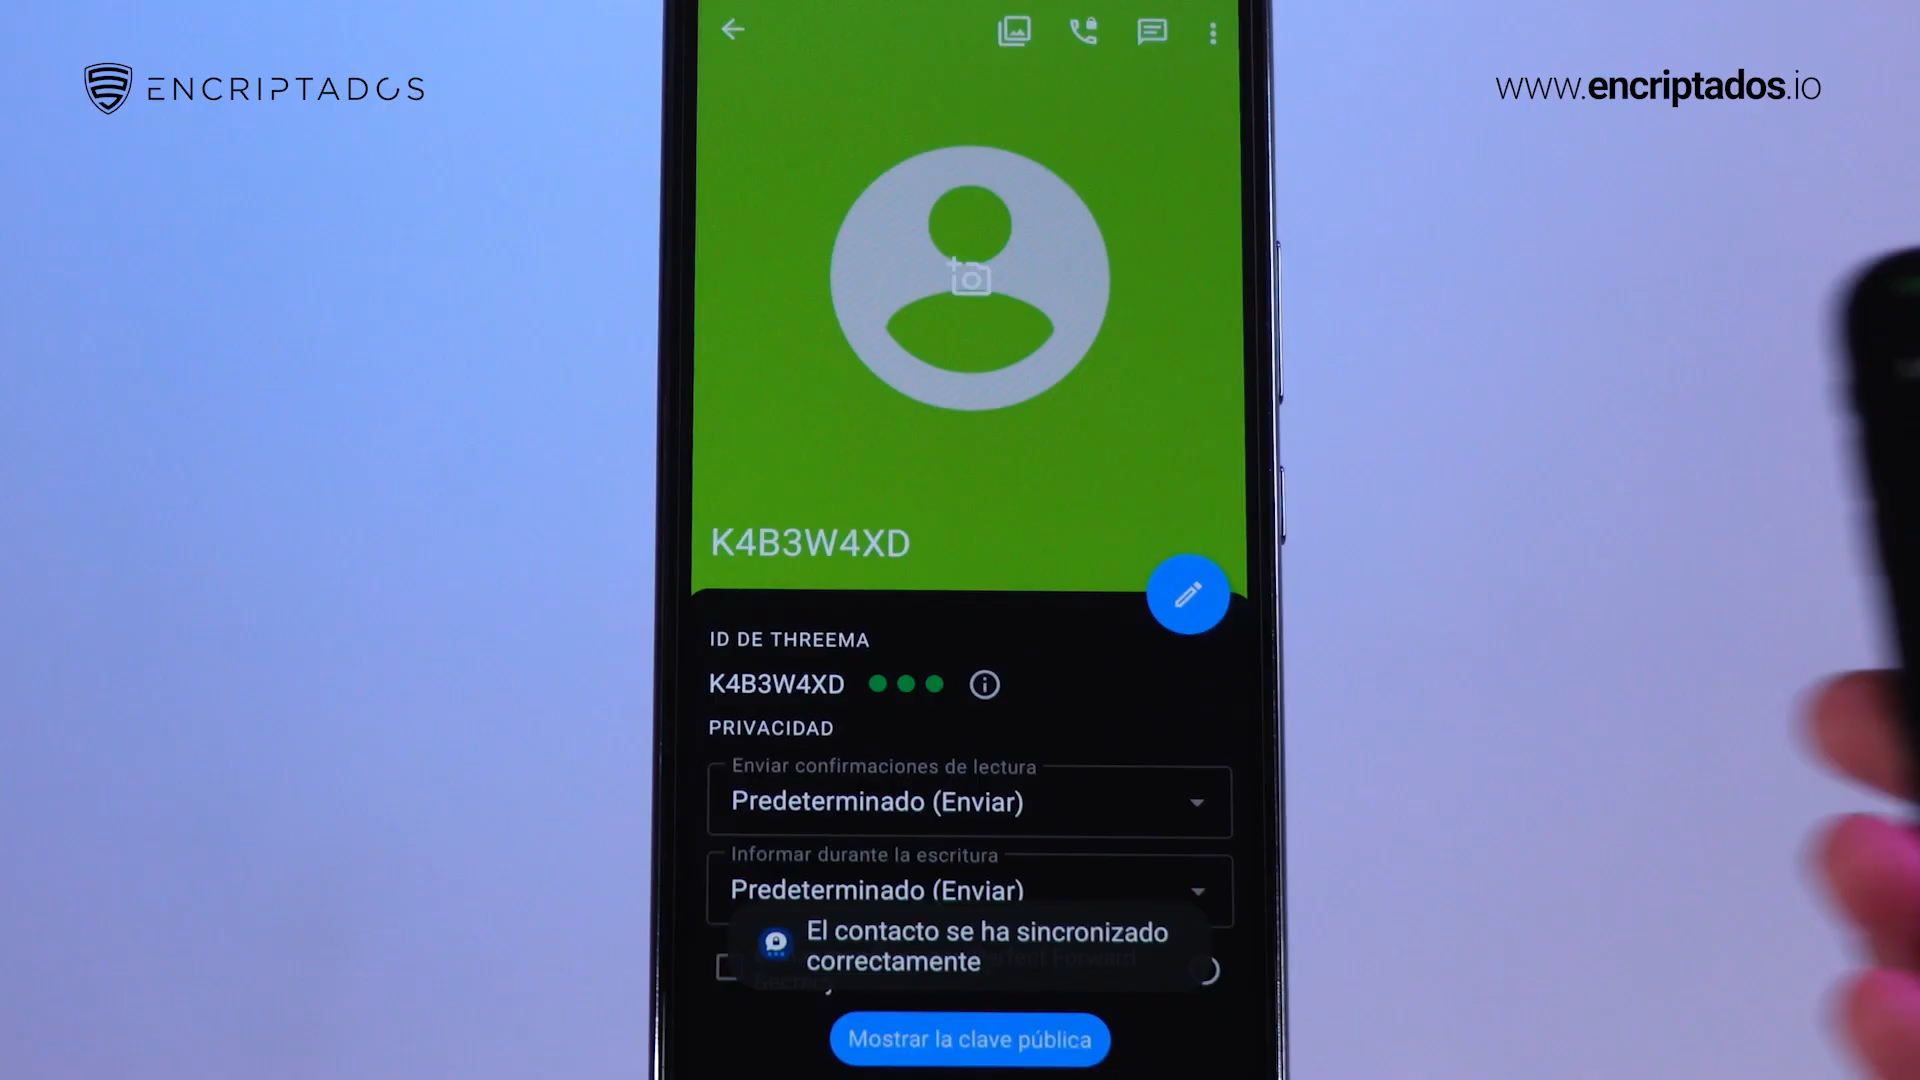 ENCRIPTADOS
www.encriptados.io
K4B3W4XD
ID DE THREEMA
K4B3W4XD
PRIVACIDAD
Enviar confirmaciones de lectura
Predeterminado (Enviar)
Informar durante la escritura
Predeterminado (Enviar)
El contacto se ha sincronizado
correctamente
Mostrar la clave pública